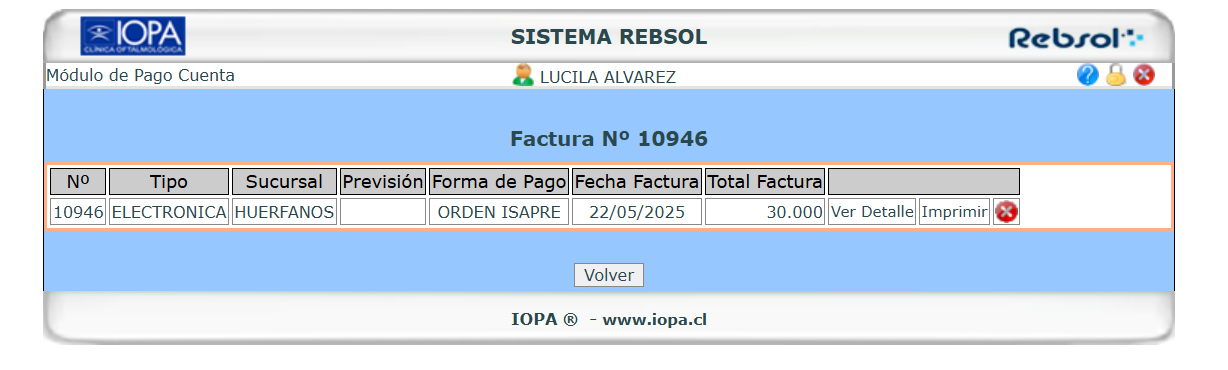 IOPA
CLÍNICA OFTALMOLÓGICA
SISTEMA REBSOL
Rebsol
Módulo de Pago Cuenta
LUCILA ALVAREZ
Factura Nº 10946
Nº Tipo Sucursal Previsión Forma de Pago Fecha Factura Total Factura
10946 ELECTRONICA HUERFANOS ORDEN ISAPRE 22/05/2025 30.000 Ver Detalle Imprimir
Volver
IOPA ® - www.iopa.cl